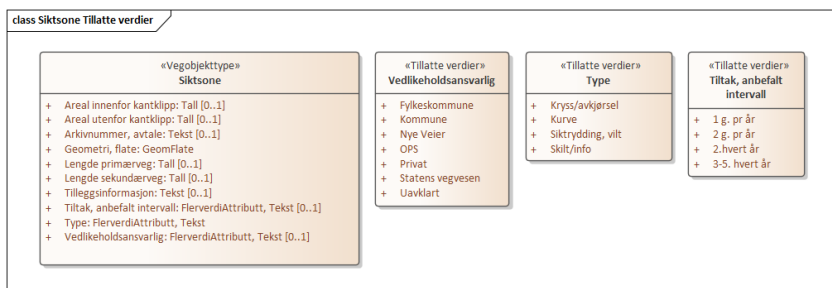 class Siktsone Tillatte verdier
«Vegobjekttype»
Siktsone
+ Areal innenfor kantklipp: Tall [0..1]
+ Areal utenfor kantklipp: Tall [0..1]
+ Arkivnummer, avtale: Tekst [0..1]
+ Geometri, flate: GeomFlate
+ Lengde primærveg: Tall [0..1]
+ Lengde sekundærveg: Tall [0..1]
+ Tilleggsinformasjon: Tekst [0..1]
+ Tiltak, anbefalt intervall: FlerverdiAttributt, Tekst [0..1]
+ Type: FlerverdiAttributt, Tekst
+ Vedlikeholdsansvarlig: FlerverdiAttributt, Tekst [0..1]
«Tillatte verdier»
Vedlikeholdsansvarlig
+ Fylkeskommune
+ Kommune
+ Nye Veier
+ OPS
+ Privat
+ Statens vegvesen
+ Uavklart
«Tillatte verdier»
Type
+ Kryss/avkjørsel
+ Kurve
+ Siktrydding, vilt
+ Skilt/info
«Tillatte verdier»
Tiltak, anbefalt
intervall
+ 1 g. pr år
+ 2 g. pr år
+ 2.hvert år
+ 3-5. hvert år